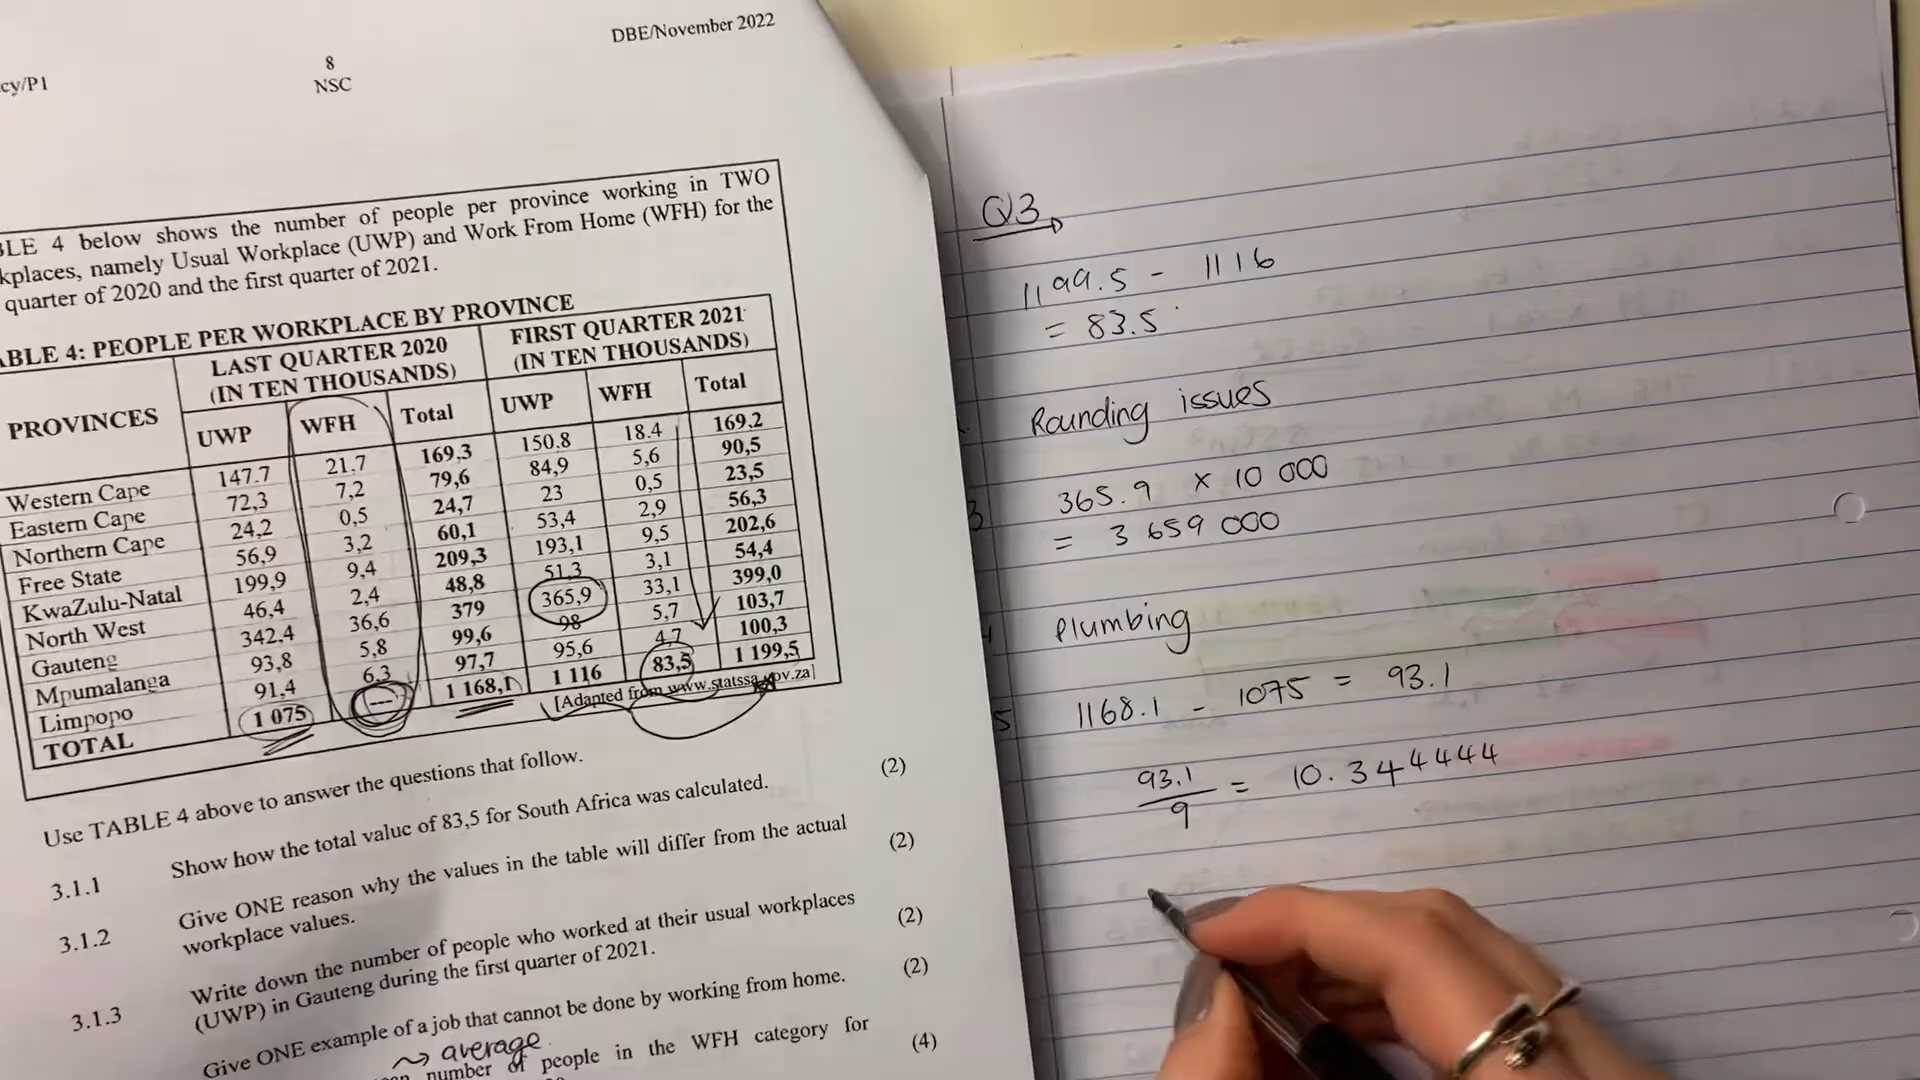 DBE/November 2022
cy/P1
8
NSC
BLE 4 below shows the number of people per province working in TWO
kplaces, namely Usual Workplace (UWP) and Work From Home (WFH) for the
quarter of 2020 and the first quarter of 2021.
ABLE 4: PEOPLE PER WORKPLACE BY PROVINCE
PROVINCES
LAST QUARTER 2020
(IN TEN THOUSANDS)
FIRST QUARTER 2021
(IN TEN THOUSANDS)
UWP WFH Total UWP WFH Total
Western Cape 147.7 21.7 169,3 150.8 18.4 169.2
Eastern Cape 72,3 7,2 79,6 84,9 5,6 90,5
Northern Cape 24,2 0,5 24,7 23 0,5 23,5
Free State 56,9 3,2 60,1 53,4 2,9 56,3
KwaZulu-Natal 199,9 9,4 209,3 193,1 9,5 202,6
North West 46,4 2,4 48,8 51,3 3,1 54,4
Gauteng 342,4 36,6 379 365,9 33,1 399,0
Mpumalanga 93,8 5,8 99,6 98 5,7 103,7
Limpopo 91,4 6,3 97,7 95,6 4,7 100,3
TOTAL 1 075 --- 1 168,1 1 116 83,5 1 199,5
[Adapted from www.statssa.gov.za]
Use TABLE 4 above to answer the questions that follow.
3.1.1 Show how the total value of 83,5 for South Africa was calculated. (2)
3.1.2 Give ONE reason why the values in the table will differ from the actual
workplace values. (2)
3.1.3 Write down the number of people who worked at their usual workplaces
(UWP) in Gauteng during the first quarter of 2021. (2)
Give ONE example of a job that cannot be done by working from home. (2)
average
number of people in the WFH category for (4)
Q3
1199.5 - 1116
= 83.5
Rounding issues
3 365.9 x 10 000
= 3 659 000
Plumbing
5 1168.1 - 1075 = 93.1
93.1
9
= 10.344444